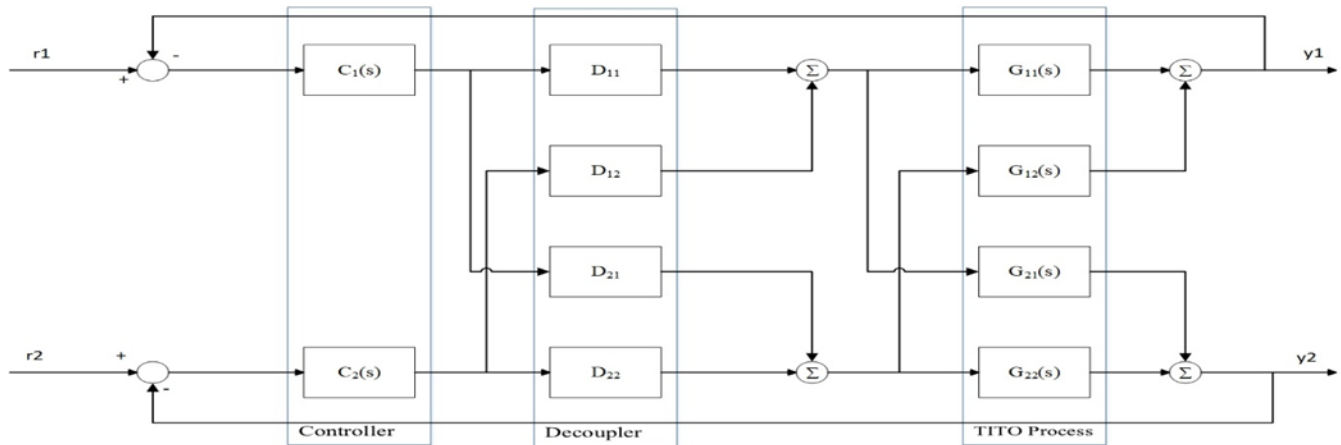 r1
-
+
C₁(s)
D₁₁
Σ
G₁₁(s)
Σ
y1
D₁₂
G₁₂(s)
D₂₁
G₂₁(s)
r2
+
-
C₂(s)
D₂₂
Σ
G₂₂(s)
Σ
y2
Controller
Decoupler
TITO Process